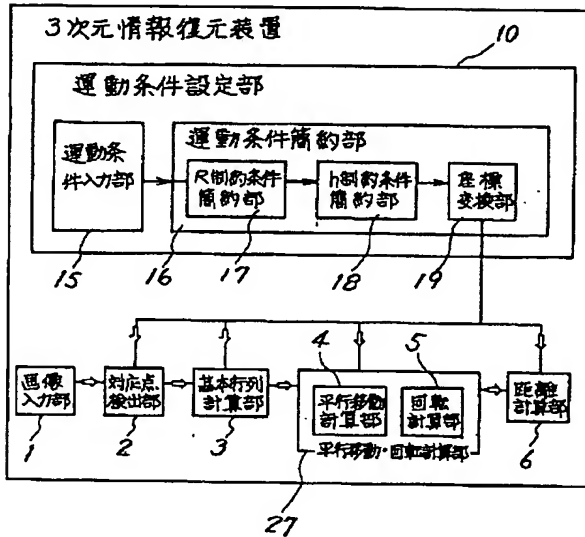 3次元情報復元装置
10
運動条件設定部
運動条件簡約部
運動条
件入力部
R制約条件
簡約部
h制約条件
簡約部
座標
変換部
15
16
17
18
19
4
5
画像
入力部
対応点
検出部
基本行列
計算部
平行移動
計算部
回転
計算部
距離
計算部
平行移動・回転計算部
1
2
3
6
27